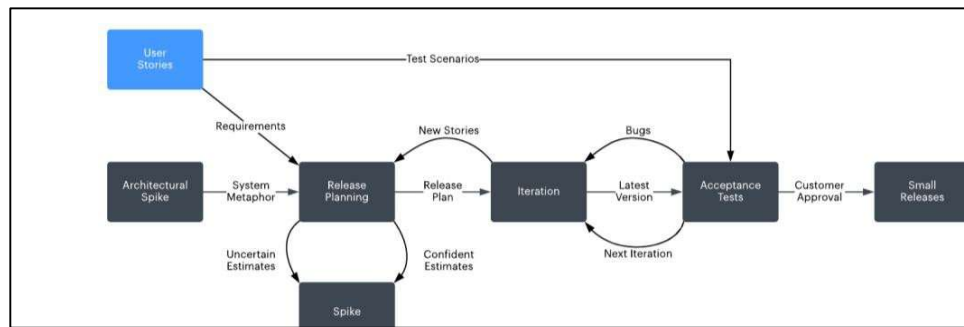 User
Stories
Test Scenarios
Requirements
New Stories
Bugs
Architectural
Spike
System
Metaphor
Release
Planning
Release
Plan
Iteration
Latest
Version
Acceptance
Tests
Customer
Approval
Small
Releases
Uncertain
Estimates
Confident
Estimates
Next Iteration
Spike